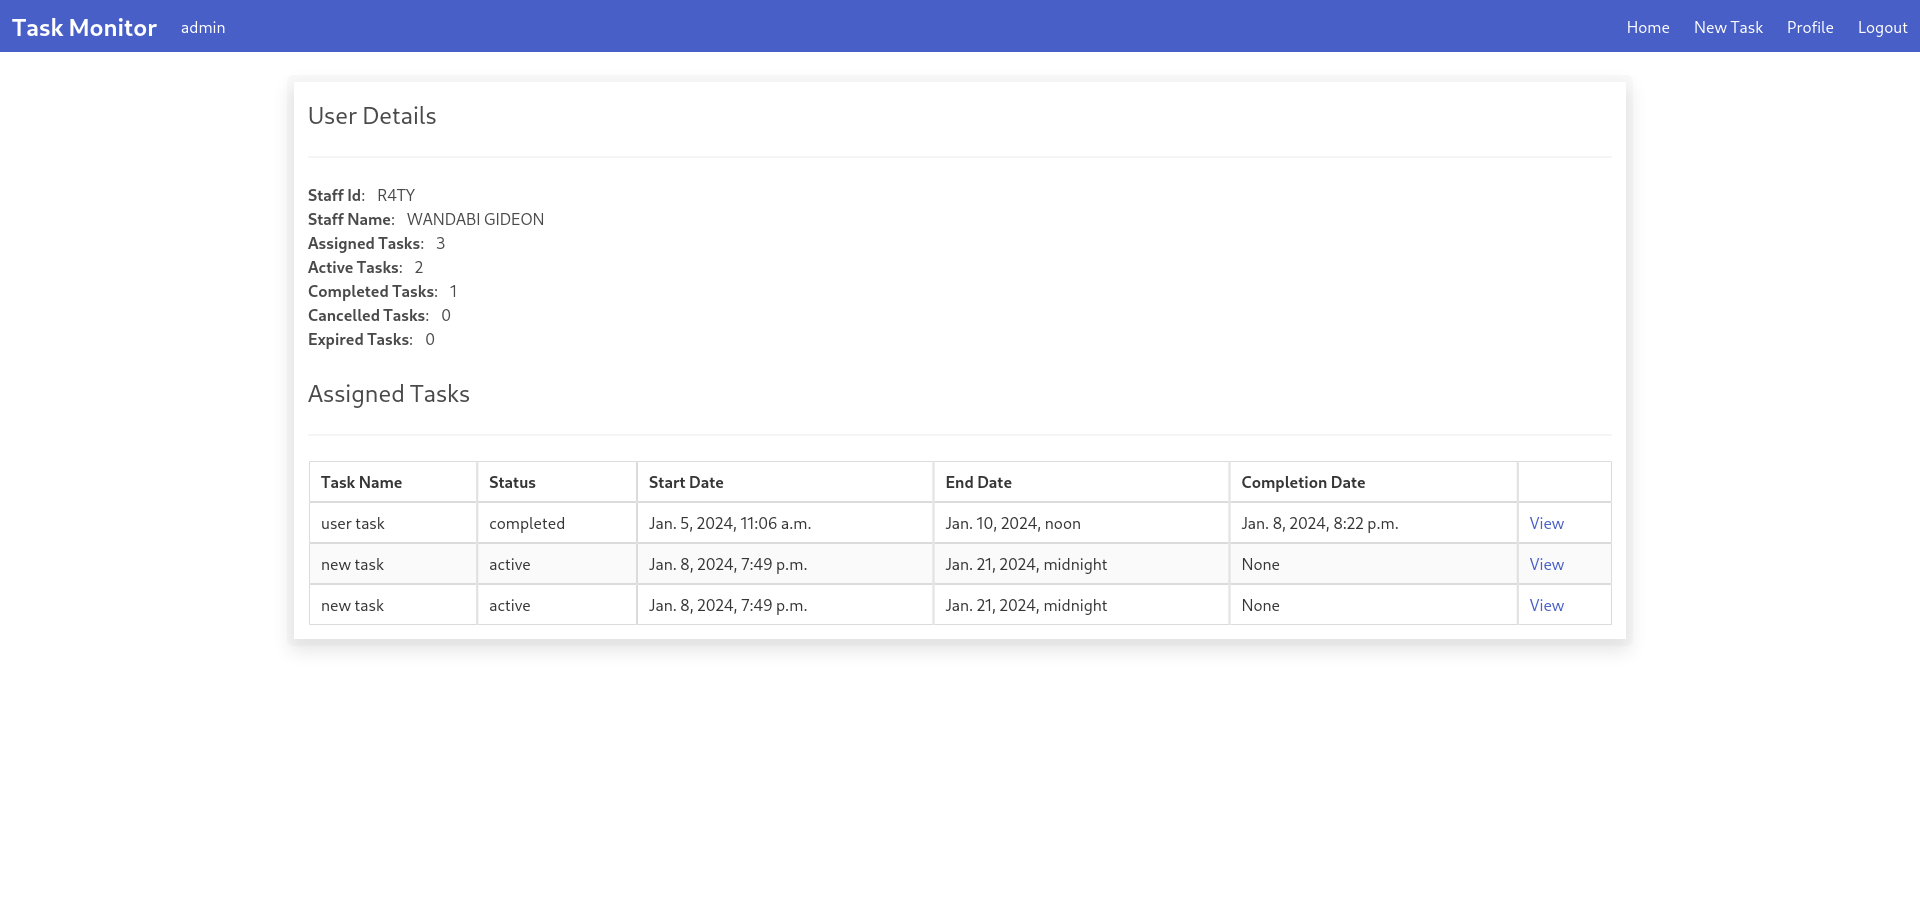 Task Monitor admin Home New Task Profile Logout
User Details
Staff Id: R4TY
Staff Name: WANDABI GIDEON
Assigned Tasks: 3
Active Tasks: 2
Completed Tasks: 1
Cancelled Tasks: 0
Expired Tasks: 0
Assigned Tasks
Task Name Status Start Date End Date Completion Date
user task completed Jan. 5, 2024, 11:06 a.m. Jan. 10, 2024, noon Jan. 8, 2024, 8:22 p.m. View
new task active Jan. 8, 2024, 7:49 p.m. Jan. 21, 2024, midnight None View
new task active Jan. 8, 2024, 7:49 p.m. Jan. 21, 2024, midnight None View